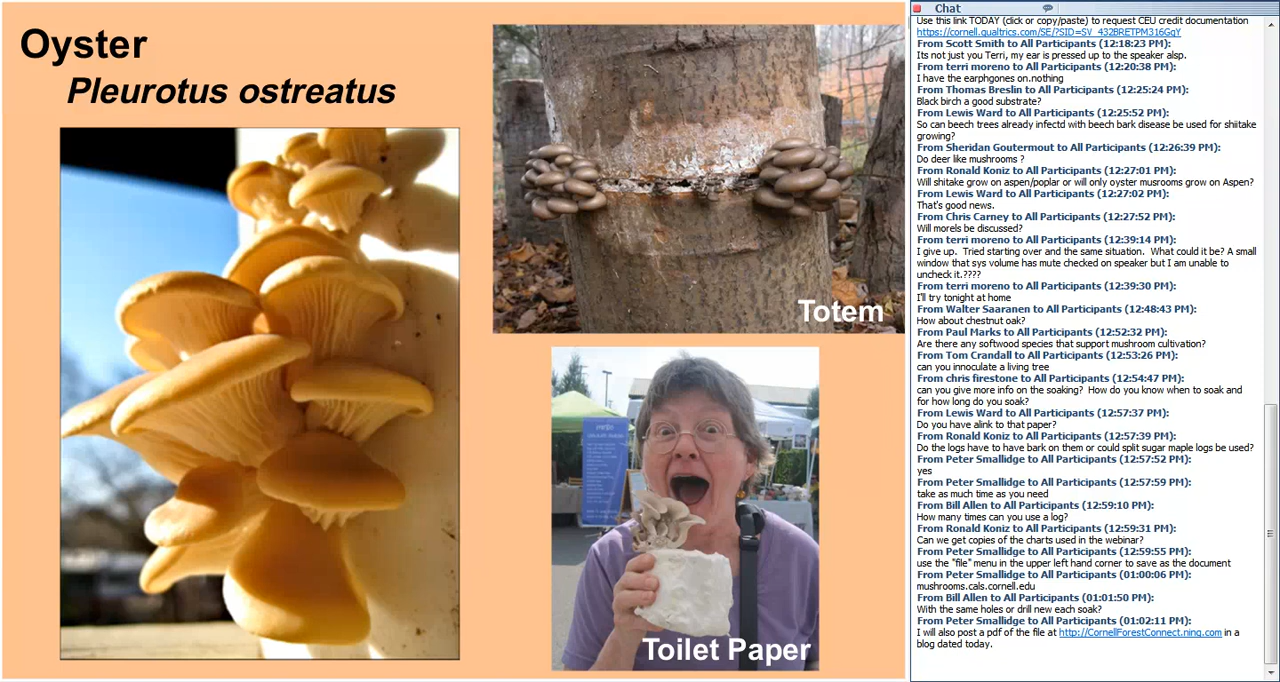 Oyster
Pleurotus ostreatus
Totem
Toilet Paper
Chat
Use this link TODAY (click or copy/paste) to request CEU credit documentation
https://cornell.qualtrics.com/SE/?SID=SV_432BRETPM316GgY
From Scott Smith to All Participants (12:18:23 PM):
Its not just you Terri, my ear is pressed up to the speaker alsp.
From terri moreno to All Participants (12:20:38 PM):
I have the earphgones on.nothing
From Thomas Breslin to All Participants (12:25:24 PM):
Black birch a good substrate?
From Lewis Ward to All Participants (12:25:52 PM):
So can beech trees already infectd with beech bark disease be used for shiitake
growing?
From Sheridan Goutermout to All Participants (12:26:39 PM):
Do deer like mushrooms ?
From Ronald Koniz to All Participants (12:27:01 PM):
Will shitake grow on aspen/poplar or will only oyster musrooms grow on Aspen?
From Lewis Ward to All Participants (12:27:02 PM):
That's good news.
From Chris Carney to All Participants (12:27:52 PM):
Will morels be discussed?
From terri moreno to All Participants (12:39:14 PM):
I give up.  Tried starting over and the same situation.  What could it be? A small
window that sys volume has mute checked on speaker but I am unable to
uncheck it.????
From terri moreno to All Participants (12:39:30 PM):
I'll try tonight at home
From Walter Saaranen to All Participants (12:48:43 PM):
How about chestnut oak?
From Paul Marks to All Participants (12:52:32 PM):
Are there any softwood species that support mushroom cultivation?
From Tom Crandall to All Participants (12:53:26 PM):
can you innoculate a living tree
From chris firestone to All Participants (12:54:47 PM):
can you give more info on the soaking?  How do you know when to soak and
for how long do you soak?
From Lewis Ward to All Participants (12:57:37 PM):
Do you have alink to that paper?
From Ronald Koniz to All Participants (12:57:39 PM):
Do the logs have to have bark on them or could split sugar maple logs be used?
From Peter Smallidge to All Participants (12:57:52 PM):
yes
From Peter Smallidge to All Participants (12:57:59 PM):
take as much time as you need
From Bill Allen to All Participants (12:59:10 PM):
How many times can you use a log?
From Ronald Koniz to All Participants (12:59:31 PM):
Can we get copies of the charts used in the webinar?
From Peter Smallidge to All Participants (12:59:55 PM):
use the "file" menu in the upper left hand corner to save as the document
From Peter Smallidge to All Participants (01:00:06 PM):
mushrooms.cals.cornell.edu
From Bill Allen to All Participants (01:01:50 PM):
With the same holes or drill new each soak?
From Peter Smallidge to All Participants (01:02:11 PM):
I will also post a pdf of the file at http://CornellForestConnect.ning.com in a
blog dated today.